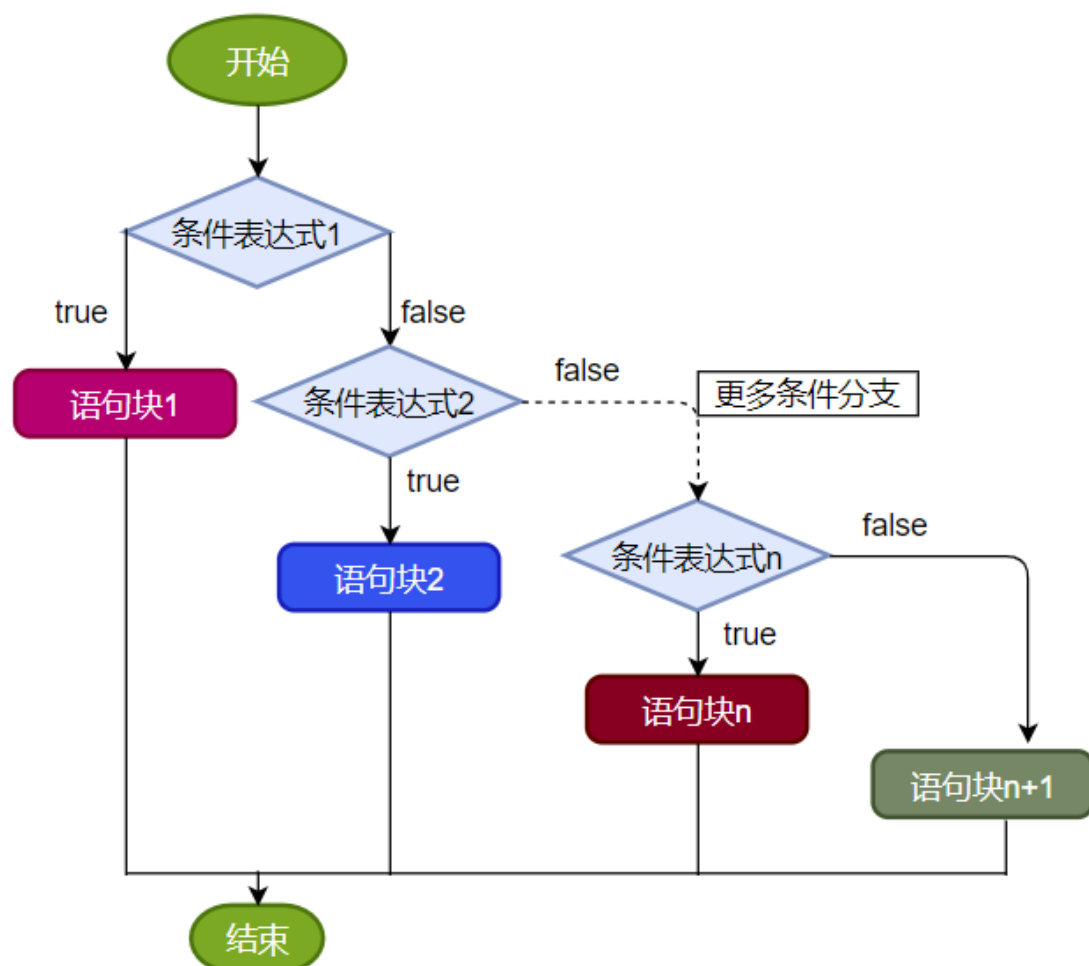 开始
条件表达式1
true
false
语句块1
条件表达式2
false
更多条件分支
true
语句块2
条件表达式n
false
true
语句块n
语句块n+1
结束